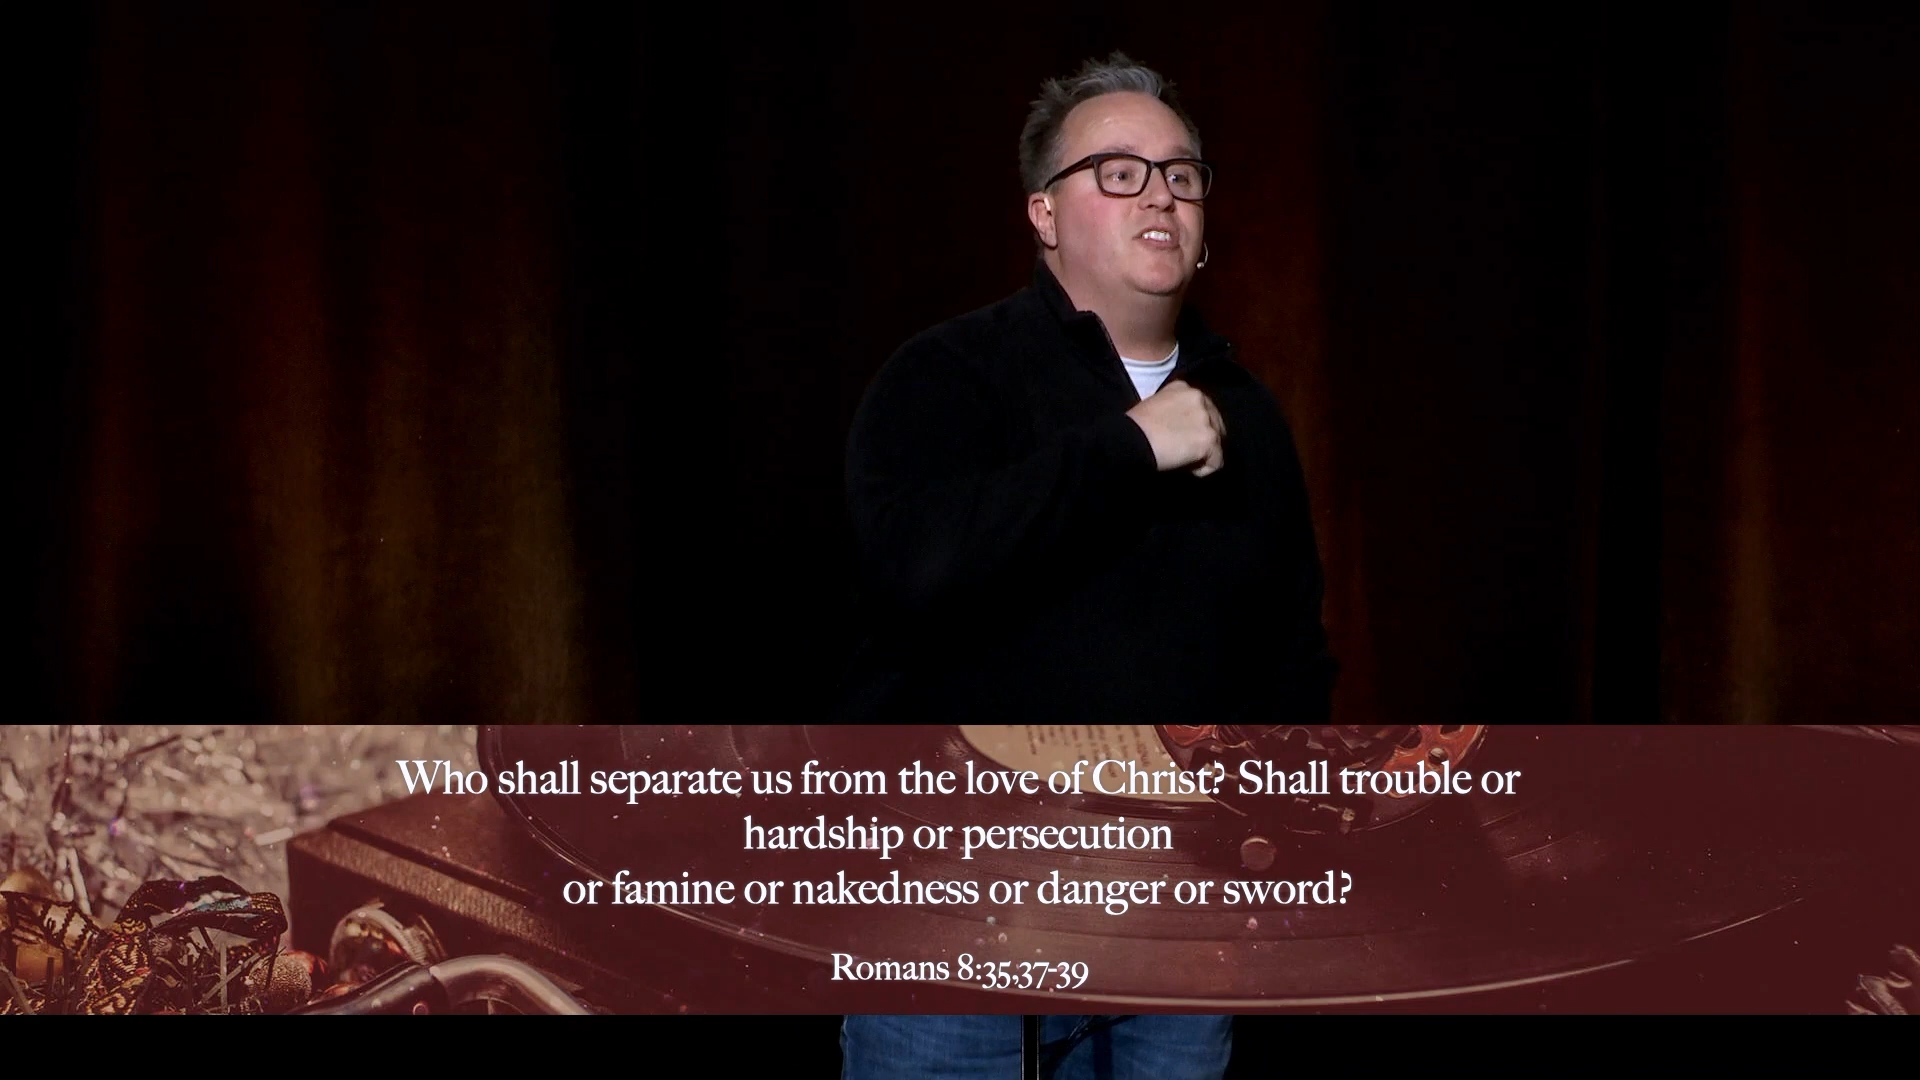 Who shall separate us from the love of Christ? Shall trouble or
hardship or persecution
or famine or nakedness or danger or sword?
Romans 8:35,37-39